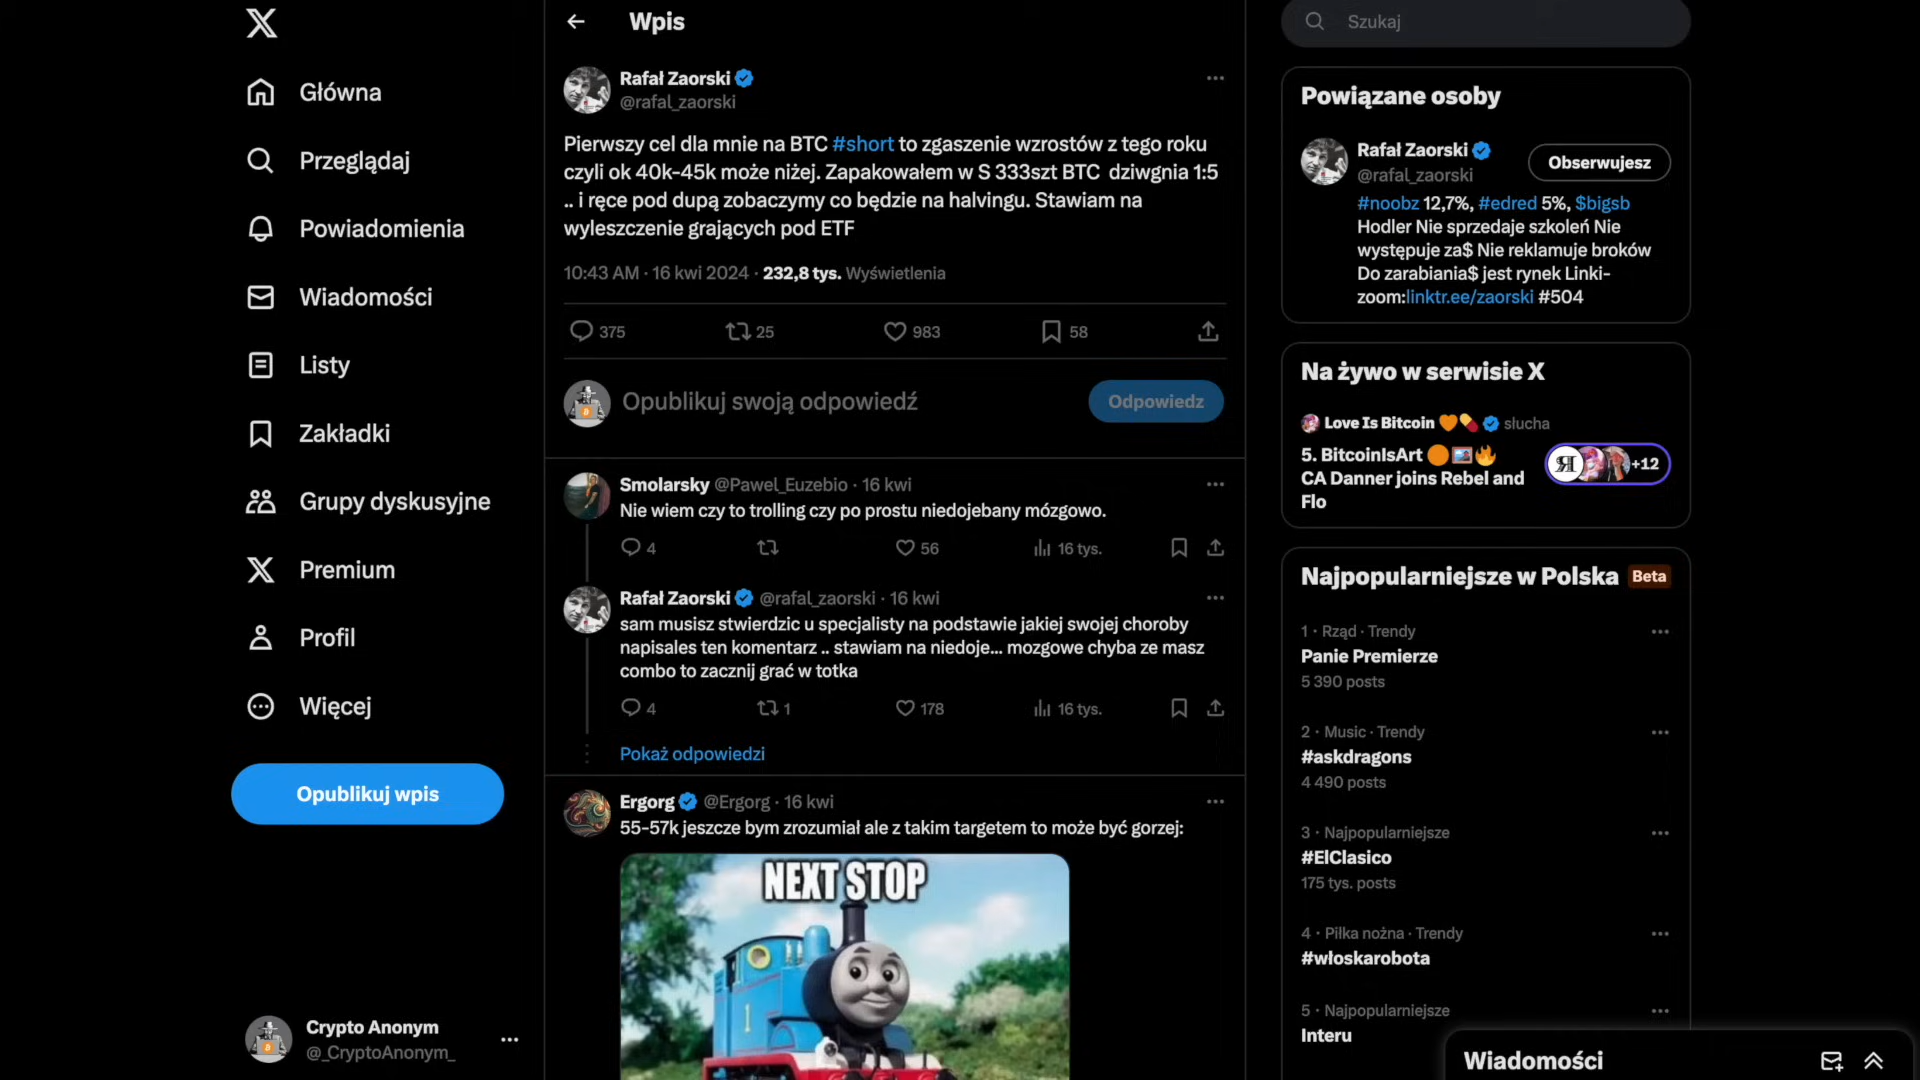 Główna
Przeglądaj
Powiadomienia
Wiadomości
Listy
Zakładki
Grupy dyskusyjne
Premium
Profil
Więcej
Opublikuj wpis
Crypto Anonym
@_CryptoAnonym_
Wpis
Rafał Zaorski
@rafal_zaorski
Pierwszy cel dla mnie na BTC #short to zgaszenie wzrostów z tego roku
czyli ok 40k-45k może niżej. Zapakowałem w S 333szt BTC dziwgnia 1:5
.. i ręce pod dupą zobaczymy co będzie na halvingu. Stawiam na
wyleszczenie grających pod ETF
10:43 AM · 16 kwi 2024 · 232,8 tys. Wyświetlenia
375 25 983 58
Opublikuj swoją odpowiedź
Odpowiedz
Smolarsky @Pawel_Euzebio · 16 kwi
Nie wiem czy to trolling czy po prostu niedojebany mózgowo.
4 56 16 tys.
Rafał Zaorski @rafal_zaorski · 16 kwi
sam musisz stwierdzic u specjalisty na podstawie jakiej swojej choroby
napisales ten komentarz .. stawiam na niedoje... mozgowe chyba ze masz
combo to zacznij grać w totka
4 1 178 16 tys.
Pokaż odpowiedzi
Ergorg @Ergorg · 16 kwi
55-57k jeszcze bym zrozumiał ale z takim targetem to może być gorzej:
NEXT STOP
1
Szukaj
Powiązane osoby
Rafał Zaorski
@rafal_zaorski
Obserwujesz
#noobz 12,7%, #edred 5%, $bigsb
Hodler Nie sprzedaje szkoleń Nie
występuje za$ Nie reklamuje broków
Do zarabiania$ jest rynek Linki-
zoom:linktr.ee/zaorski #504
Na żywo w serwisie X
Love Is Bitcoin słucha
5. BitcoinIsArt
CA Danner joins Rebel and
Flo
+12
Najpopularniejsze w Polska Beta
1 · Rząd · Trendy
Panie Premierze
5 390 posts
2 · Music · Trendy
#askdragons
4 490 posts
3 · Najpopularniejsze
#ElClasico
175 tys. posts
4 · Piłka nożna · Trendy
#włoskarobota
5 · Najpopularniejsze
Interu
Wiadomości